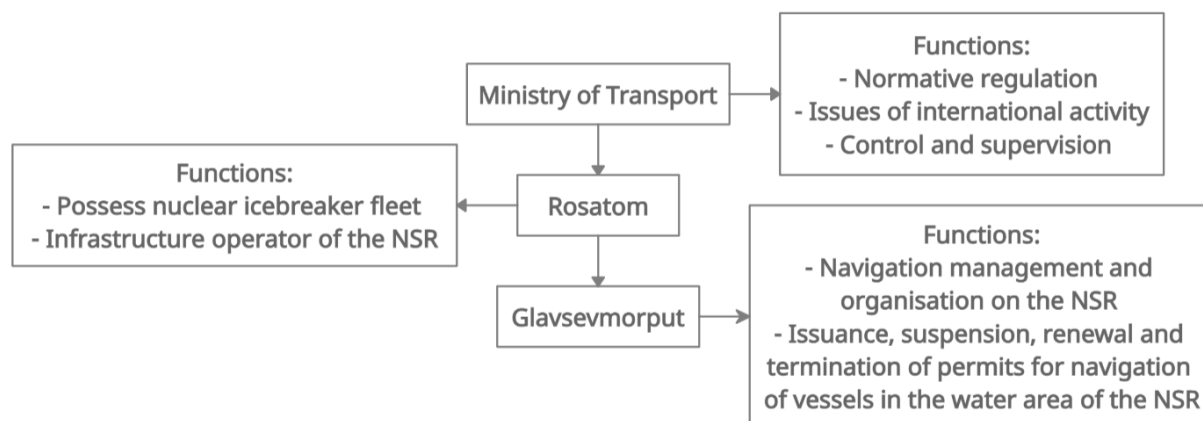 Functions:
- Normative regulation
- Issues of international activity
- Control and supervision
Ministry of Transport
Functions:
- Possess nuclear icebreaker fleet
- Infrastructure operator of the NSR
Rosatom
Functions:
- Navigation management and
organisation on the NSR
- Issuance, suspension, renewal and
termination of permits for navigation
of vessels in the water area of the NSR
Glavsevmorput